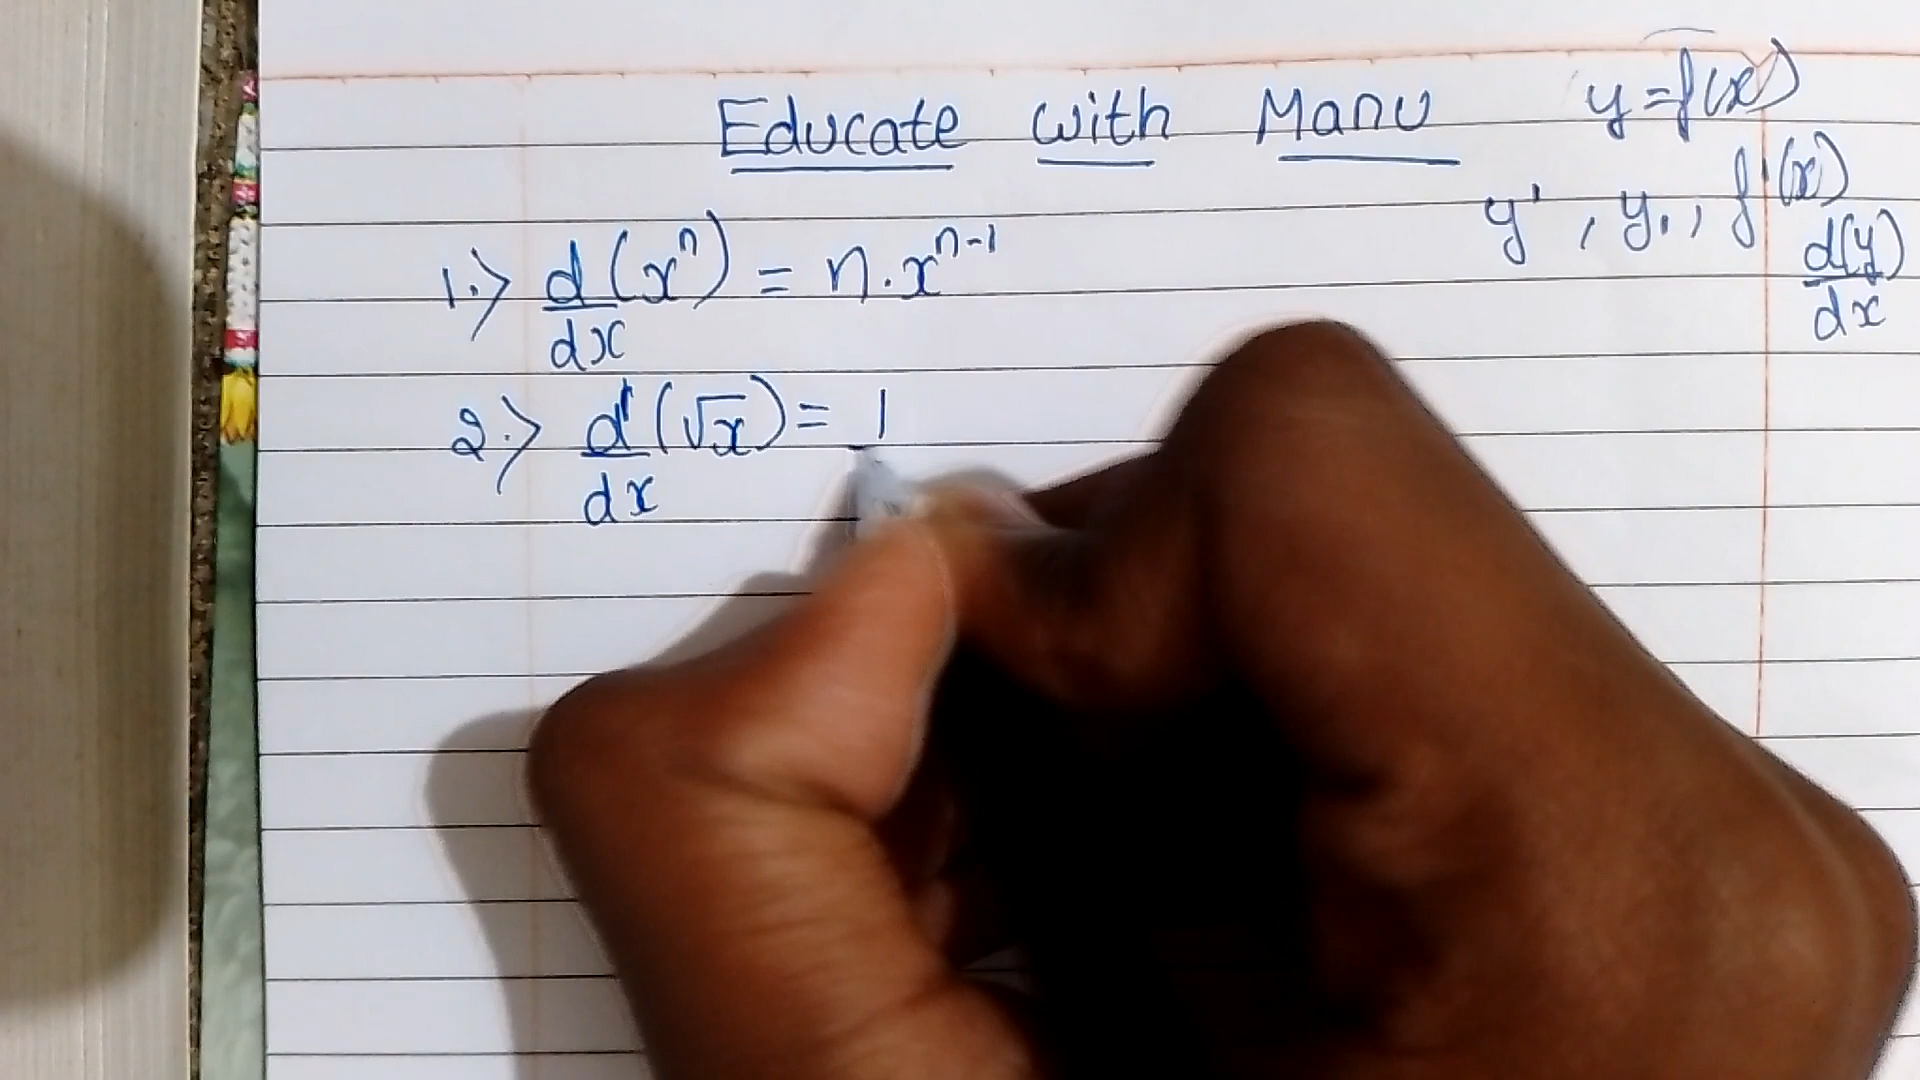 Educate with Manu
y = f(x)
y', y₁, f'(x)
d(y)/dx
1.) d/dx (xⁿ) = n.xⁿ⁻¹
2.) d/dx (√x) = 1